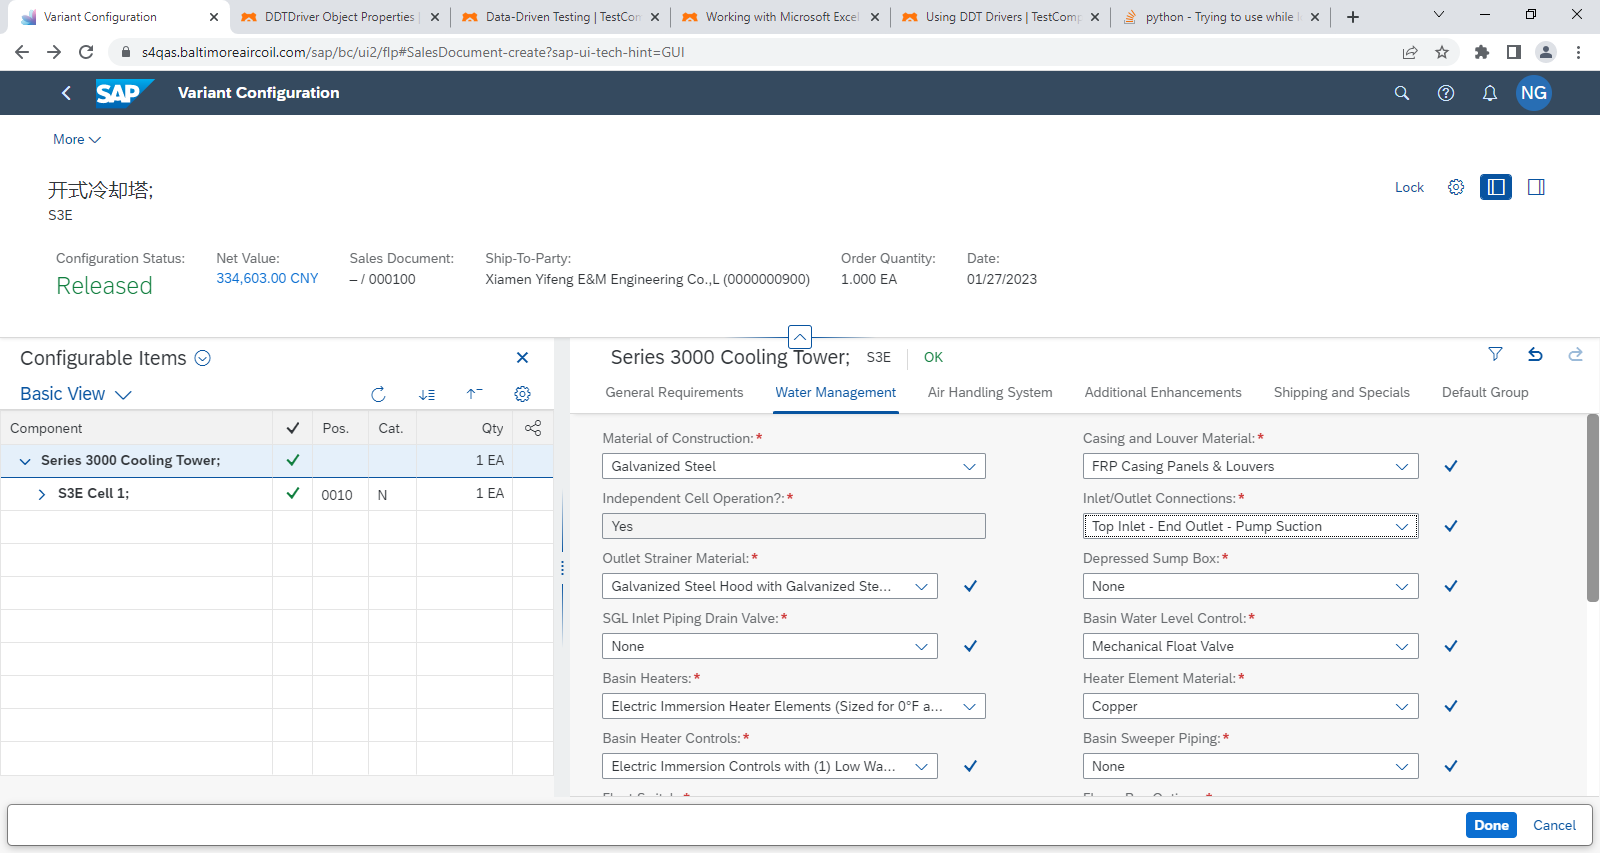 Variant Configuration
DDTDriver Object Properties
Data-Driven Testing | TestCom
Working with Microsoft Excel
Using DDT Drivers | TestComp
python - Trying to use while
s4qas.baltimoreaircoil.com/sap/bc/ui2/flp#SalesDocument-create?sap-ui-tech-hint=GUI
SAP
Variant Configuration
NG
More
开式冷却塔;
S3E
Lock
Configuration Status:
Released
Net Value:
334,603.00 CNY
Sales Document:
– / 000100
Ship-To-Party:
Xiamen Yifeng E&M Engineering Co.,L (0000000900)
Order Quantity:
1.000 EA
Date:
01/27/2023
Configurable Items
Basic View
Component Pos. Cat. Qty
Series 3000 Cooling Tower; 1 EA
S3E Cell 1; 0010 N 1 EA
Series 3000 Cooling Tower; S3E OK
General Requirements Water Management Air Handling System Additional Enhancements Shipping and Specials Default Group
Material of Construction:*
Galvanized Steel
Casing and Louver Material:*
FRP Casing Panels & Louvers
Independent Cell Operation?:*
Yes
Inlet/Outlet Connections:*
Top Inlet - End Outlet - Pump Suction
Outlet Strainer Material:*
Galvanized Steel Hood with Galvanized Ste...
Depressed Sump Box:*
None
SGL Inlet Piping Drain Valve:*
None
Basin Water Level Control:*
Mechanical Float Valve
Basin Heaters:*
Electric Immersion Heater Elements (Sized for 0°F a...
Heater Element Material:*
Copper
Basin Heater Controls:*
Electric Immersion Controls with (1) Low Wa...
Basin Sweeper Piping:*
None
Done
Cancel